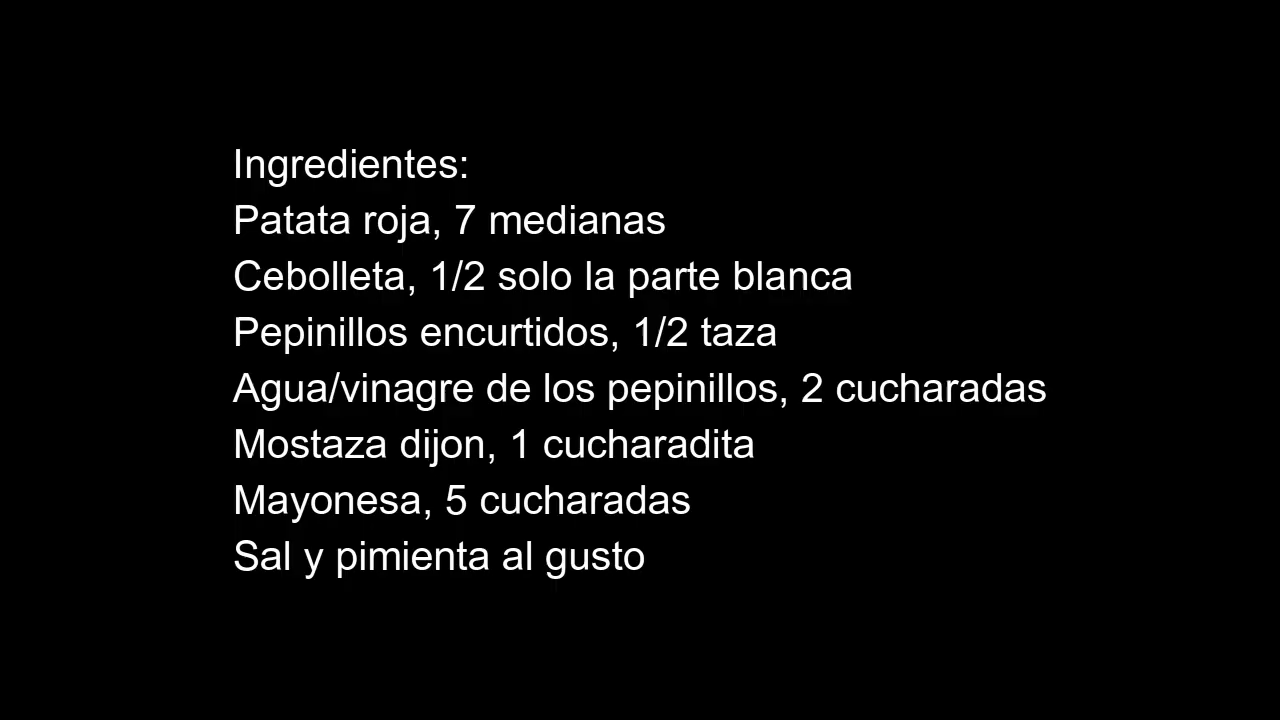 Ingredientes:
Patata roja, 7 medianas
Cebolleta, 1/2 solo la parte blanca
Pepinillos encurtidos, 1/2 taza
Agua/vinagre de los pepinillos, 2 cucharadas
Mostaza dijon, 1 cucharadita
Mayonesa, 5 cucharadas
Sal y pimienta al gusto